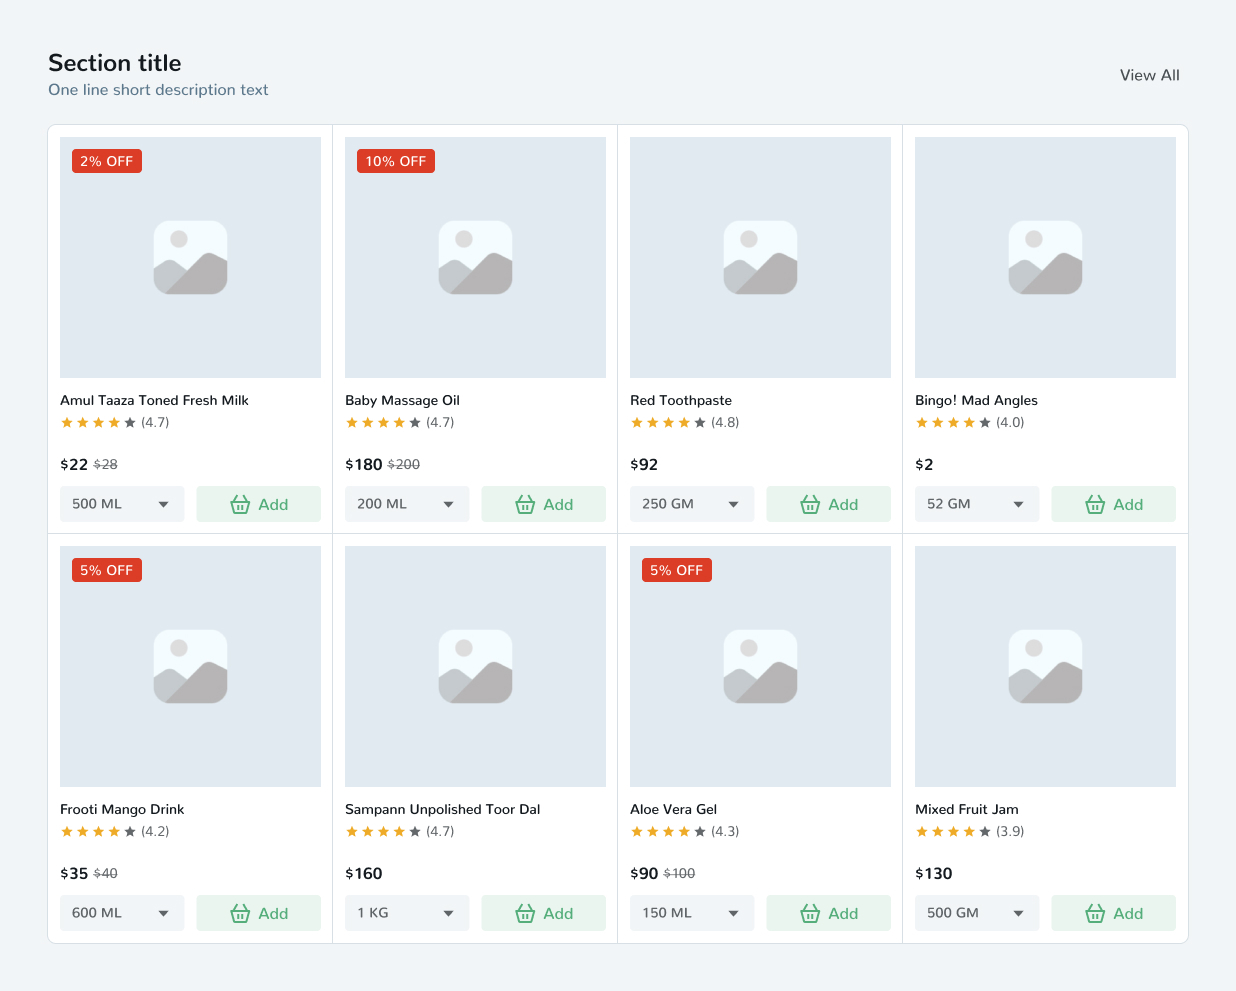 Section title
One line short description text
View All
2% OFF
10% OFF
Amul Taaza Toned Fresh Milk
(4.7)
$22 $28
500 ML
Add
Baby Massage Oil
(4.7)
$180 $200
200 ML
Add
Red Toothpaste
(4.8)
$92
250 GM
Add
Bingo! Mad Angles
(4.0)
$2
52 GM
Add
5% OFF
5% OFF
Frooti Mango Drink
(4.2)
$35 $40
600 ML
Add
Sampann Unpolished Toor Dal
(4.7)
$160
1 KG
Add
Aloe Vera Gel
(4.3)
$90 $100
150 ML
Add
Mixed Fruit Jam
(3.9)
$130
500 GM
Add